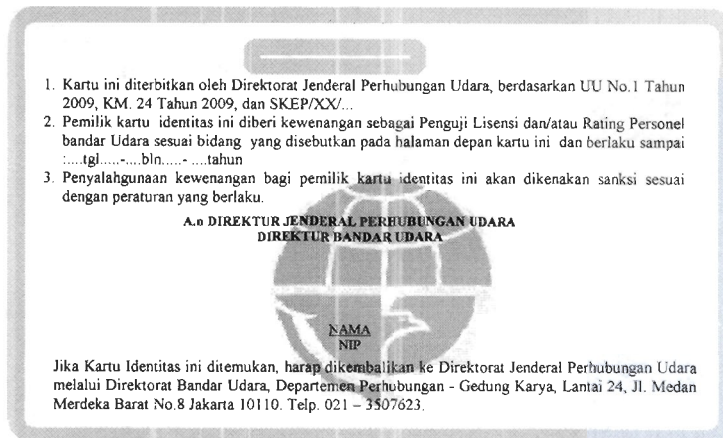 1. Kartu ini diterbitkan oleh Direktorat Jenderal Perhubungan Udara, berdasarkan UU No.1 Tahun
2009, KM. 24 Tahun 2009, dan SKEP/XX/...
2. Pemilik kartu identitas ini diberi kewenangan sebagai Penguji Lisensi dan/atau Rating Personel
bandar Udara sesuai bidang yang disebutkan pada halaman depan kartu ini dan berlaku sampai
:....tgl.....-....bln.....- ....tahun
3. Penyalahgunaan kewenangan bagi pemilik kartu identitas ini akan dikenakan sanksi sesuai
dengan peraturan yang berlaku.
A.n DIREKTUR JENDERAL PERHUBUNGAN UDARA
DIREKTUR BANDAR UDARA
NAMA
NIP
Jika Kartu Identitas ini ditemukan, harap dikembalikan ke Direktorat Jenderal Perhubungan Udara
melalui Direktorat Bandar Udara, Departemen Perhubungan - Gedung Karya, Lantai 24, Jl. Medan
Merdeka Barat No.8 Jakarta 10110. Telp. 021 – 3507623.